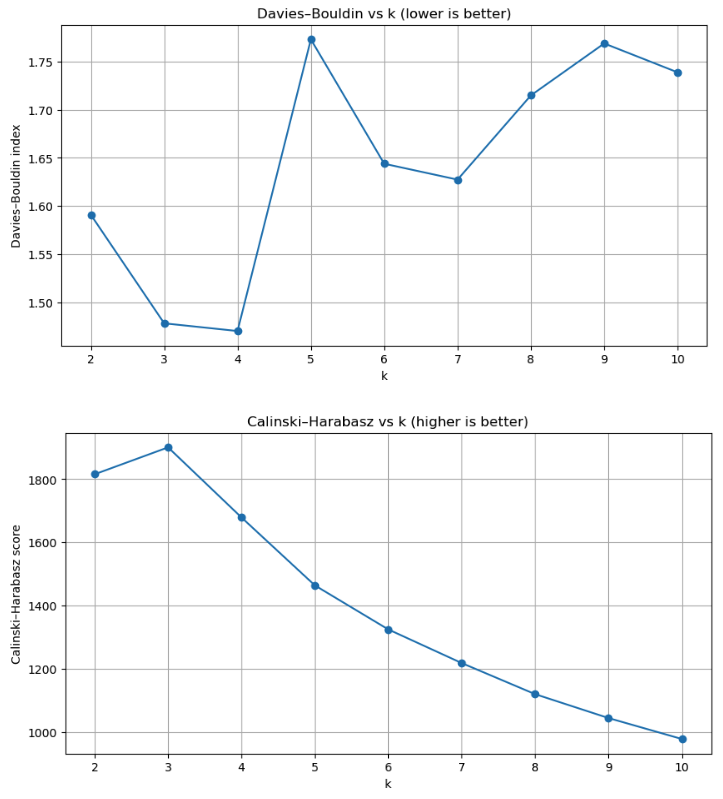 Davies–Bouldin vs k (lower is better)
Davies–Bouldin index
1.75
1.70
1.65
1.60
1.55
1.50
2 3 4 5 6 7 8 9 10
k
Calinski–Harabasz vs k (higher is better)
Calinski–Harabasz score
1800
1600
1400
1200
1000
2 3 4 5 6 7 8 9 10
k